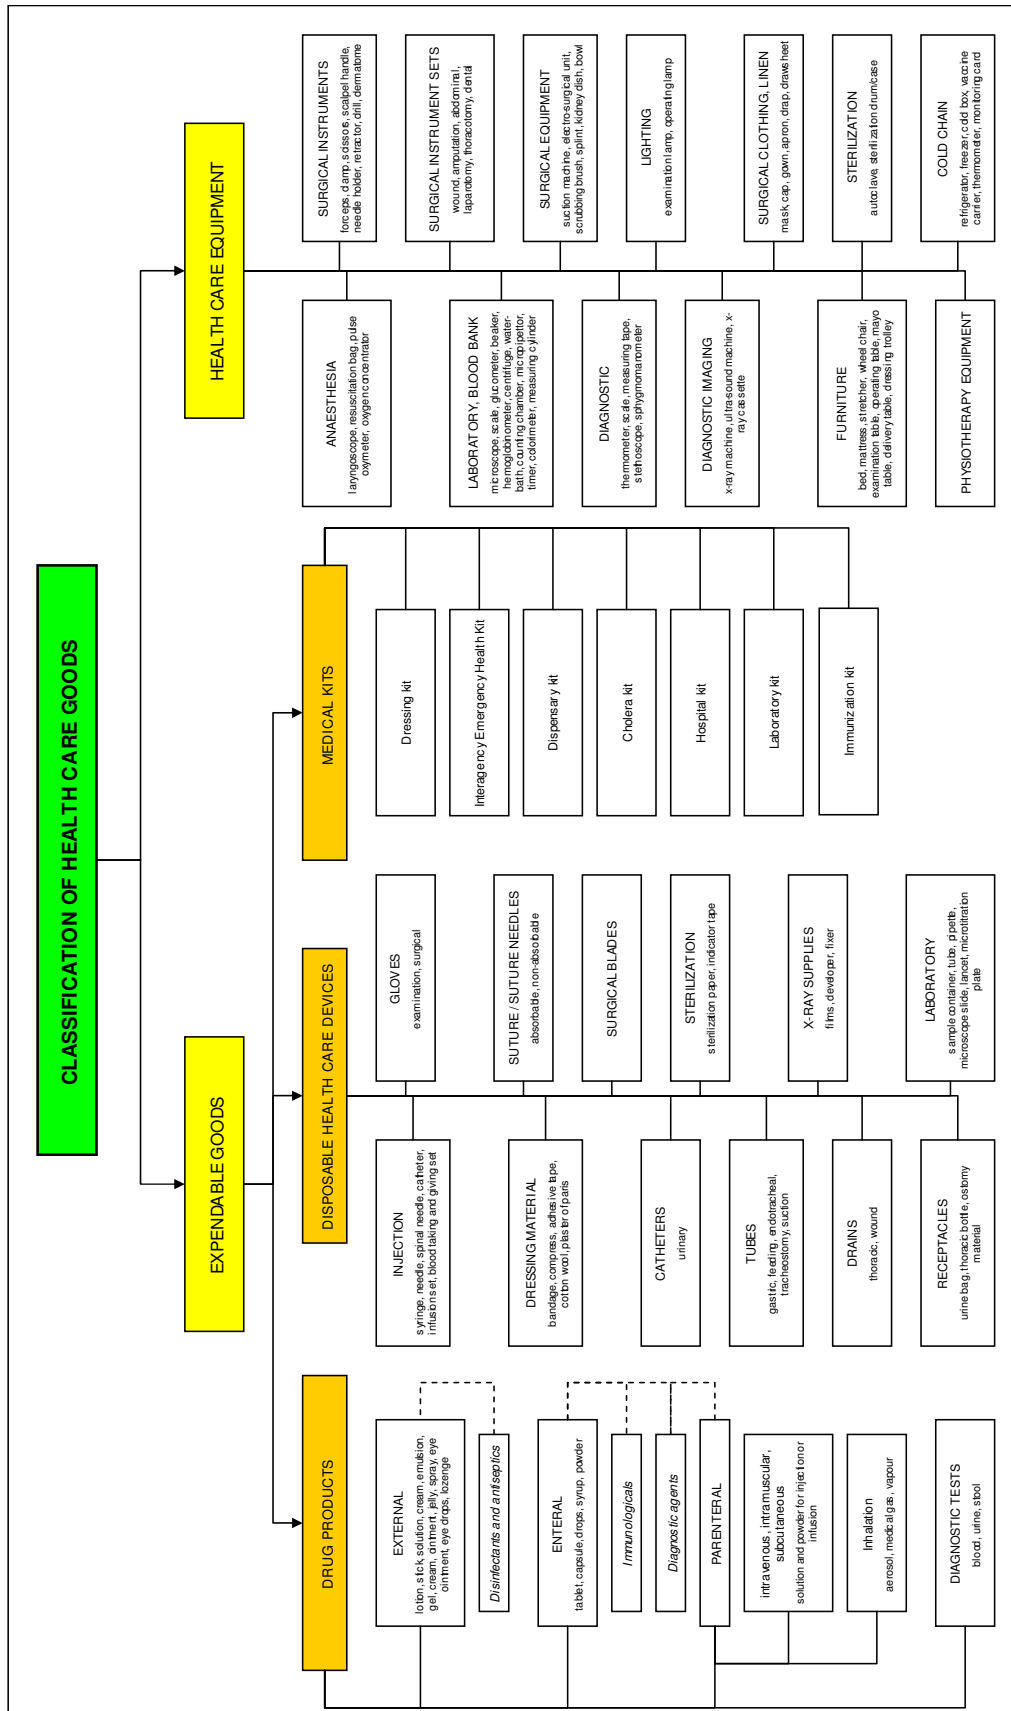 CLASSIFICATION OF HEALTH CARE GOODS
EXPENDABLE GOODS
HEALTH CARE EQUIPMENT
DRUG PRODUCTS
DISPOSABLE HEALTH CARE DEVICES
MEDICAL KITS
EXTERNAL
lotion, stick, solution, cream, emulsion,
gel, cream, ointment, jelly, spray, eye
ointment, eye drops, lozenge
Disinfectants and antiseptics
ENTERAL
tablet, capsule, drops, syrup, powder
Immunologicals
Diagnostic agents
PARENTERAL
intravenous, intramuscular,
subcutaneous
solution and powder for injection or
infusion
Inhalation
aerosol, medical gas, vapour
DIAGNOSTIC TESTS
blood, urine, stool
INJECTION
syringe, needle, spinal needle, catheter,
infusion set, blood taking and giving set
DRESSING MATERIAL
bandage, compress, adhesive tape,
cotton wool, plaster of paris
CATHETERS
urinary
TUBES
gastric, feeding, endotracheal,
tracheostomy, suction
DRAINS
thoracic, wound
RECEPTACLES
urine bag, thoracic bottle, ostomy
material
GLOVES
examination, surgical
SUTURE / SUTURE NEEDLES
absorbable, non-absorbable
SURGICAL BLADES
STERILIZATION
sterilization paper, indicator tape
X-RAY SUPPLIES
films, developer, fixer
LABORATORY
sample container, tube, pipette,
microscope slide, lancet, microtitration
plate
Dressing kit
Interagency Emergency Health Kit
Dispensary kit
Cholera kit
Hospital kit
Laboratory kit
Immunization kit
ANAESTHESIA
laryngoscope, resuscitation bag, pulse
oxymeter, oxygen concentrator
LABORATORY, BLOOD BANK
microscope, scale, glucometer, beaker,
hemoglobinometer, centrifuge, water-
bath, counting chamber, micropipettor,
timer, colorimeter, measuring cylinder
DIAGNOSTIC
thermometer, scale, measuring tape,
stethoscope, sphygmomanometer
DIAGNOSTIC IMAGING
x-ray machine, ultra-sound machine, x-
ray cassette
FURNITURE
bed, mattress, stretcher, wheel chair,
examination table, operating table, mayo
table, delivery table, dressing trolley
PHYSIOTHERAPY EQUIPMENT
SURGICAL INSTRUMENTS
forceps, clamp, scissors, scalpel handle,
needle holder, retractor, drill, dermatome
SURGICAL INSTRUMENT SETS
wound, amputation, abdominal,
laparotomy, thoracotomy, dental
SURGICAL EQUIPMENT
suction machine, electro-surgical unit,
scrubbing brush, splint, kidney dish, bowl
LIGHTING
examination lamp, operating lamp
SURGICAL CLOTHING, LINEN
mask, cap, gown, apron, drap, drawsheet
STERILIZATION
autoclave, sterilization drum/case
COLD CHAIN
refrigerator, freezer, cold box, vaccine
carrier, thermometer, monitoring card